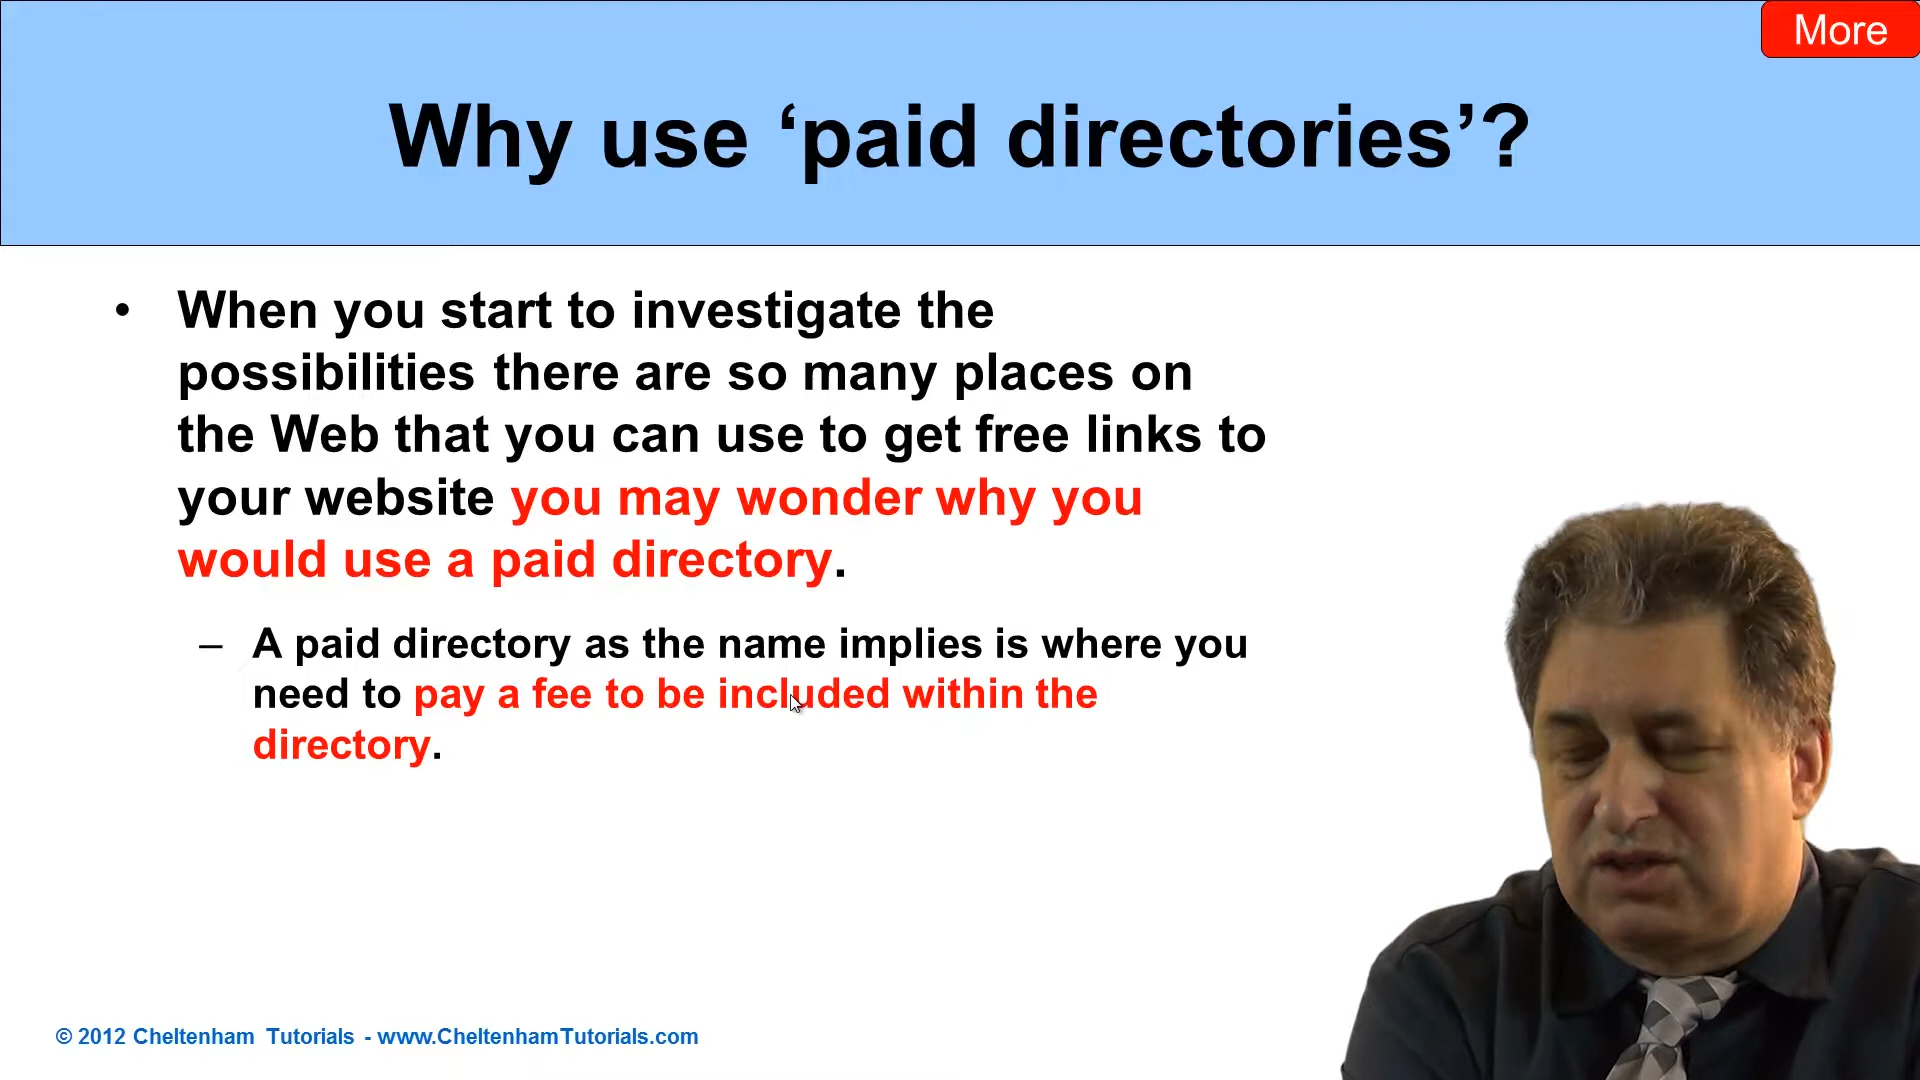 More
Why use ‘paid directories’?
• When you start to investigate the
possibilities there are so many places on
the Web that you can use to get free links to
your website you may wonder why you
would use a paid directory.
– A paid directory as the name implies is where you
need to pay a fee to be included within the
directory.
© 2012 Cheltenham Tutorials - www.CheltenhamTutorials.com